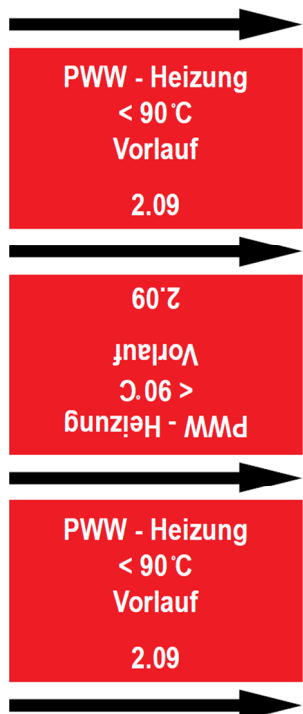 PWW - Heizung
< 90°C
Vorlauf
2.09
PWW - Heizung
< 90°C
Vorlauf
2.09
PWW - Heizung
< 90°C
Vorlauf
2.09